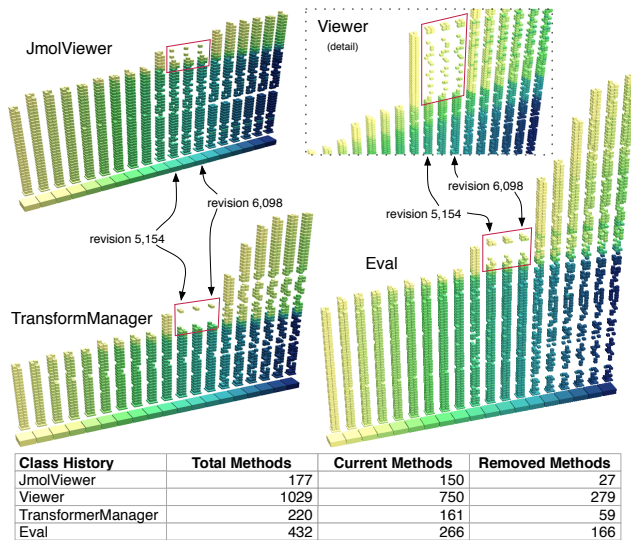 JmolViewer
Viewer
(detail)
revision 6,098
revision 5,154
revision 6,098
revision 5,154
Eval
TransformManager
Class History Total Methods Current Methods Removed Methods
JmolViewer 177 150 27
Viewer 1029 750 279
TransformerManager 220 161 59
Eval 432 266 166